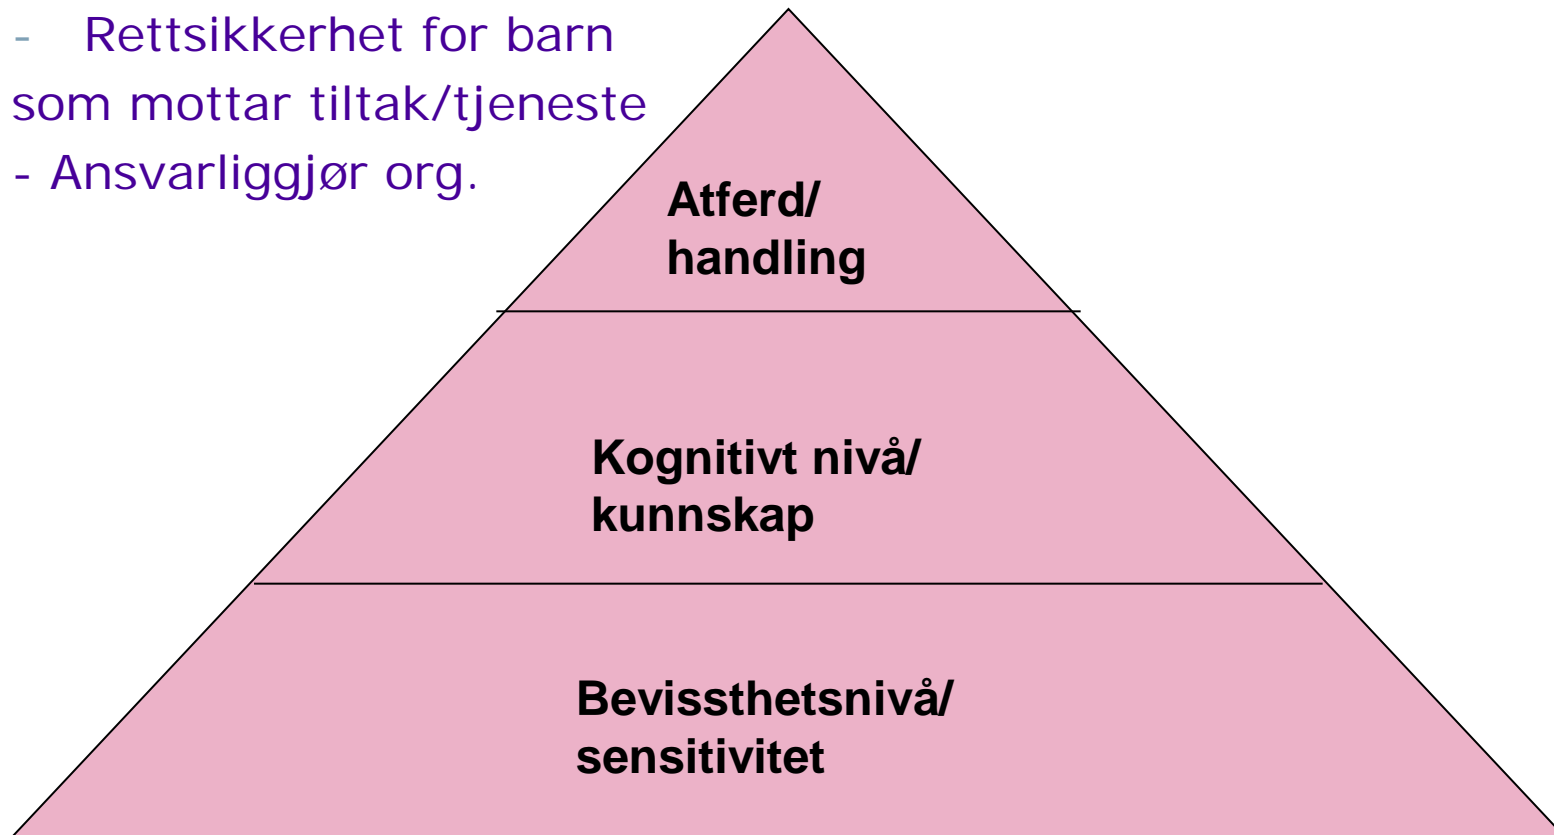 - Rettsikkerhet for barn
som mottar tiltak/tjeneste
- Ansvarliggjør org.
Atferd/
handling
Kognitivt nivå/
kunnskap
Bevissthetsnivå/
sensitivitet